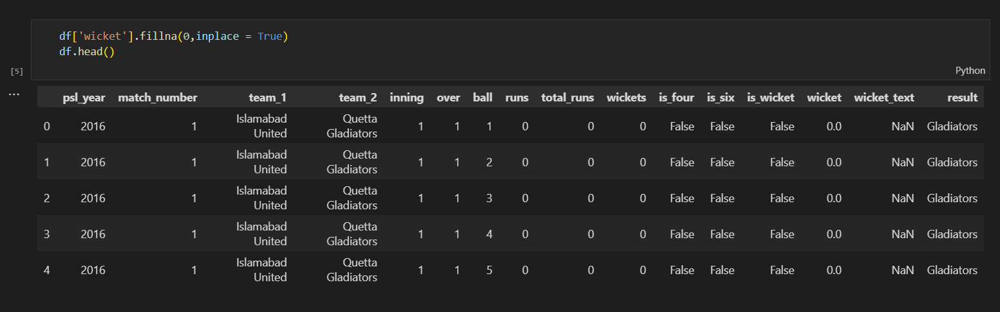 df['wicket'].fillna(0,inplace = True)
df.head()
[5]
Python
...
psl_year match_number team_1 team_2 inning over ball runs total_runs wickets is_four is_six is_wicket wicket wicket_text result
0 2016 1 Islamabad United Quetta Gladiators 1 1 1 0 0 0 False False False 0.0 NaN Gladiators
1 2016 1 Islamabad United Quetta Gladiators 1 1 2 0 0 0 False False False 0.0 NaN Gladiators
2 2016 1 Islamabad United Quetta Gladiators 1 1 3 0 0 0 False False False 0.0 NaN Gladiators
3 2016 1 Islamabad United Quetta Gladiators 1 1 4 0 0 0 False False False 0.0 NaN Gladiators
4 2016 1 Islamabad United Quetta Gladiators 1 1 5 0 0 0 False False False 0.0 NaN Gladiators